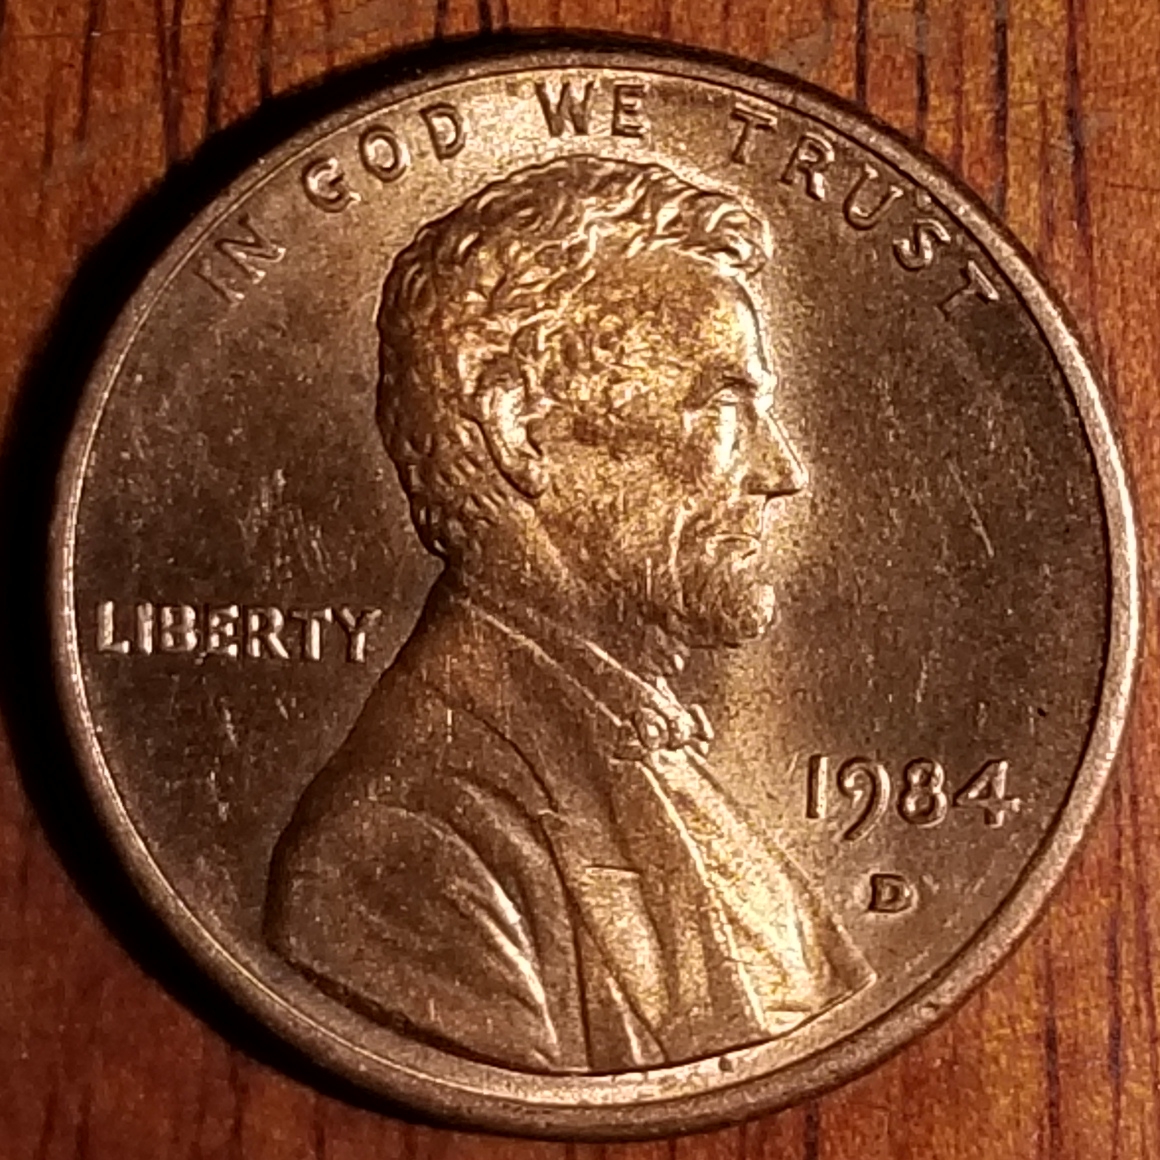 IN GOD WE TRUST
LIBERTY
1984
D